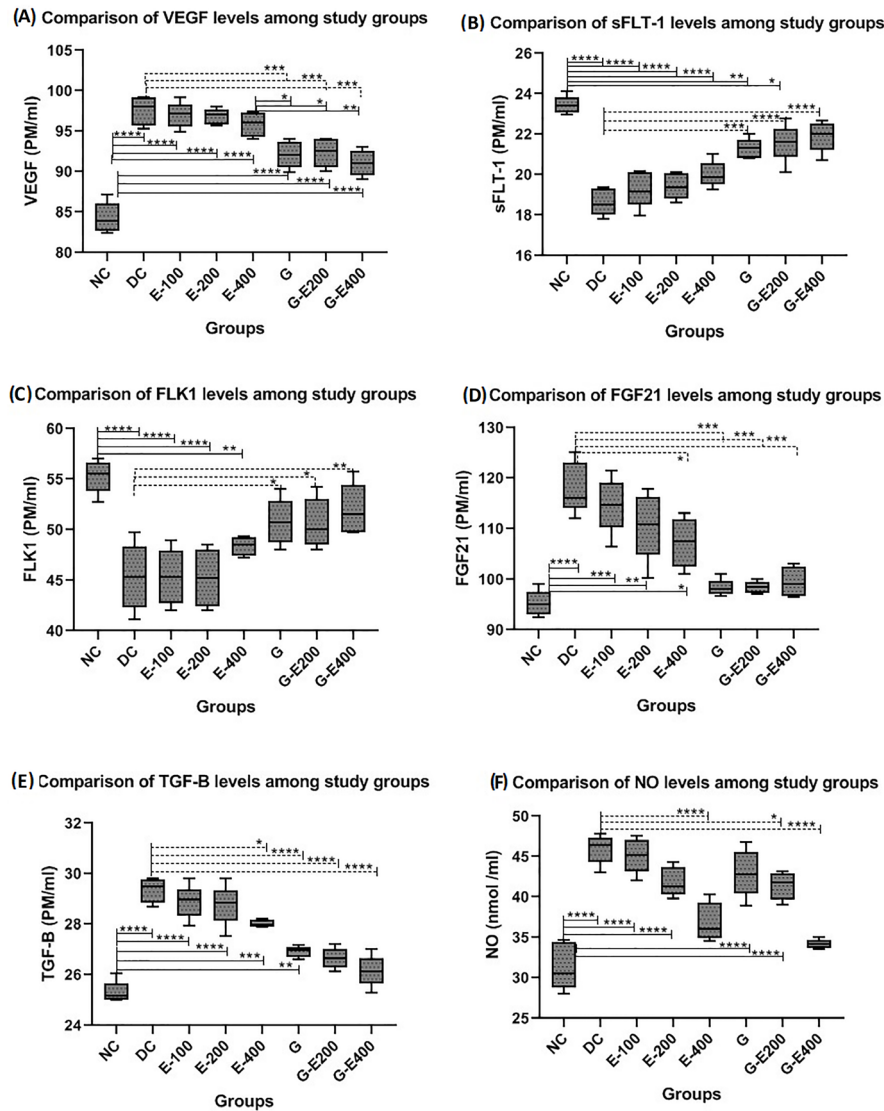 (A) Comparison of VEGF levels among study groups
VEGF (PM/ml)
105
100
95
90
85
80
*** *** ***
* * **
**** **** **** ****
**** **** ****
NC DC E-100 E-200 E-400 G G-E200 G-E400
Groups
(B) Comparison of sFLT-1 levels among study groups
sFLT-1 (PM/ml)
26
24
22
20
18
16
**** **** **** **** ** *
*** **** ****
NC DC E-100 E-200 E-400 G G-E200 G-E400
Groups
(C) Comparison of FLK1 levels among study groups
FLK1 (PM/ml)
60
55
50
45
40
**** **** **** **
* * **
NC DC E-100 E-200 E-400 G G-E200 G-E400
Groups
(D) Comparison of FGF21 levels among study groups
FGF21 (PM/ml)
130
120
110
100
90
*** *** *** *
**** *** ** *
NC DC E-100 E-200 E-400 G G-E200 G-E400
Groups
(E) Comparison of TGF-B levels among study groups
TGF-B (PM/ml)
32
30
28
26
24
* **** **** ****
**** **** **** *** **
NC DC E-100 E-200 E-400 G G-E200 G-E400
Groups
(F) Comparison of NO levels among study groups
NO (nmol /ml)
50
45
40
35
30
25
**** * ****
**** **** **** **** ****
NC DC E-100 E-200 E-400 G G-E200 G-E400
Groups